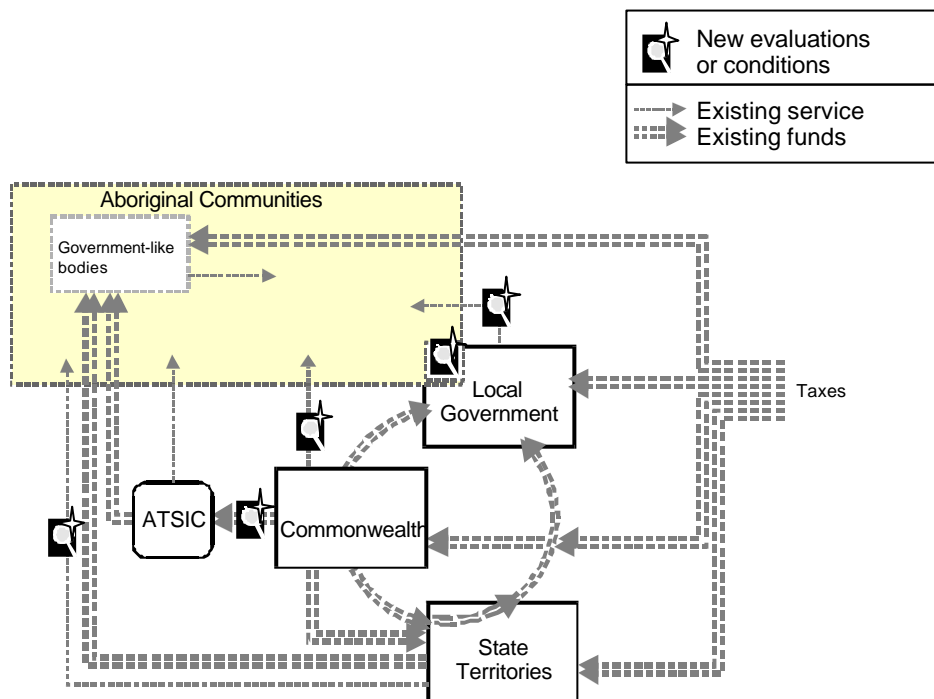 New evaluations
or conditions
Existing service
Existing funds
Aboriginal Communities
Government-like
bodies
Local
Government
Taxes
ATSIC
Commonwealth
State
Territories